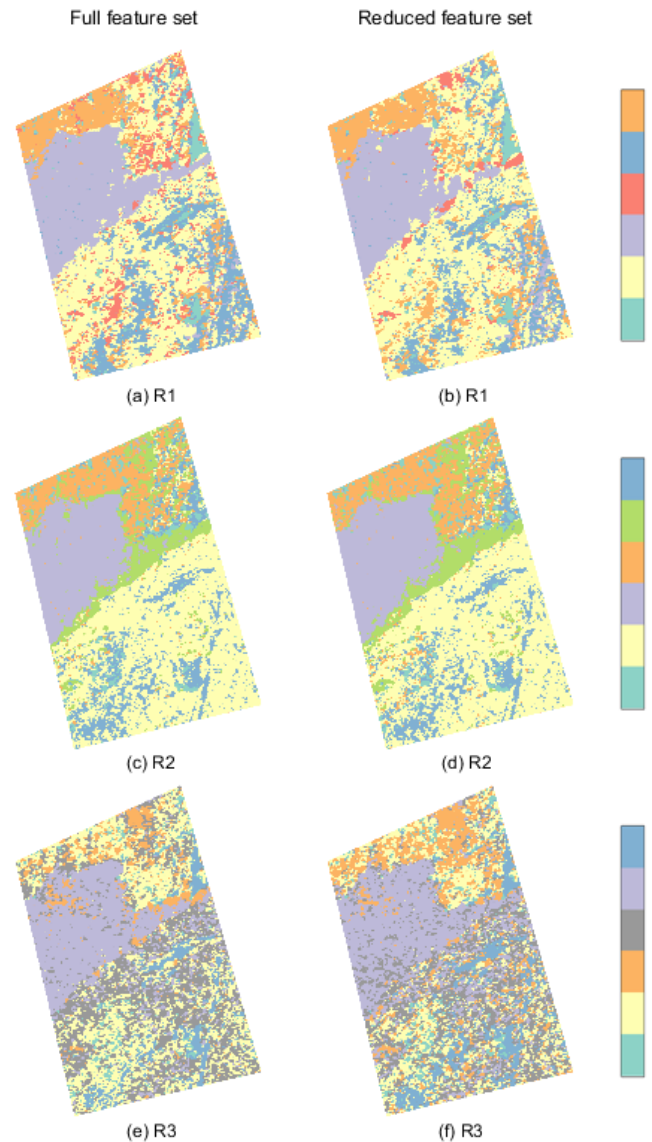 Full feature set
Reduced feature set
(a) R1
(b) R1
(c) R2
(d) R2
(e) R3
(f) R3